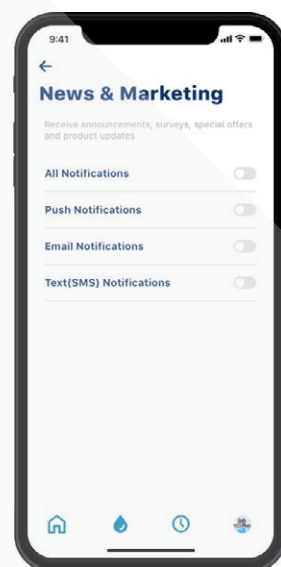 9:41
News & Marketing
Receive announcements, surveys, special offers
and product updates
All Notifications
Push Notifications
Email Notifications
Text(SMS) Notifications